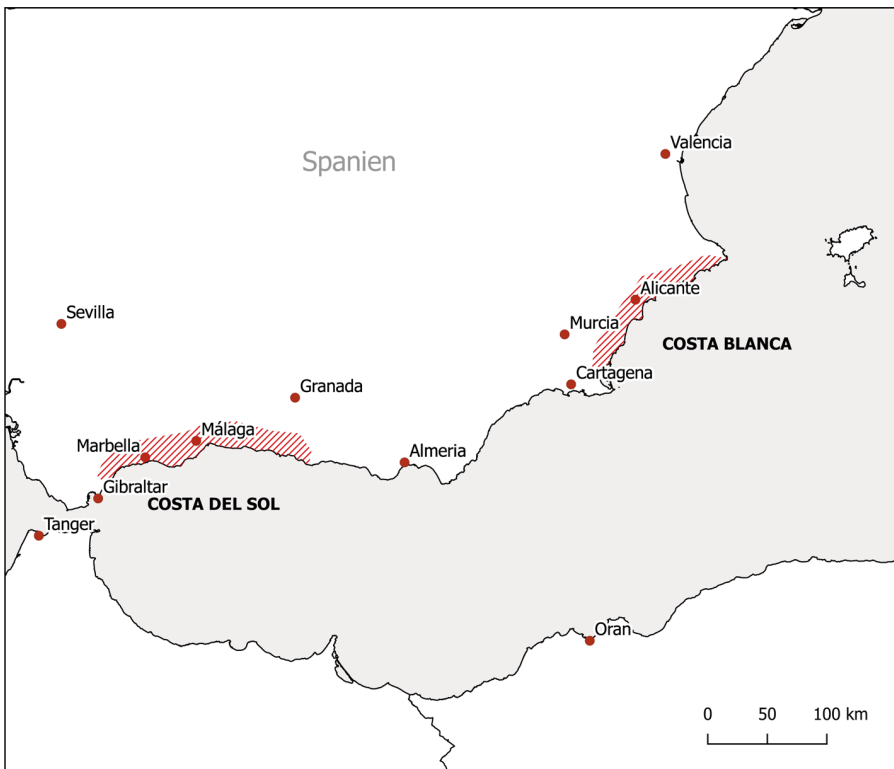 Valencia
Spanien
Alicante
Sevilla
Murcia
COSTA BLANCA
Cartagena
Granada
Málaga
Marbella
Almeria
Gibraltar
COSTA DEL SOL
Tanger
Oran
0 50 100 km